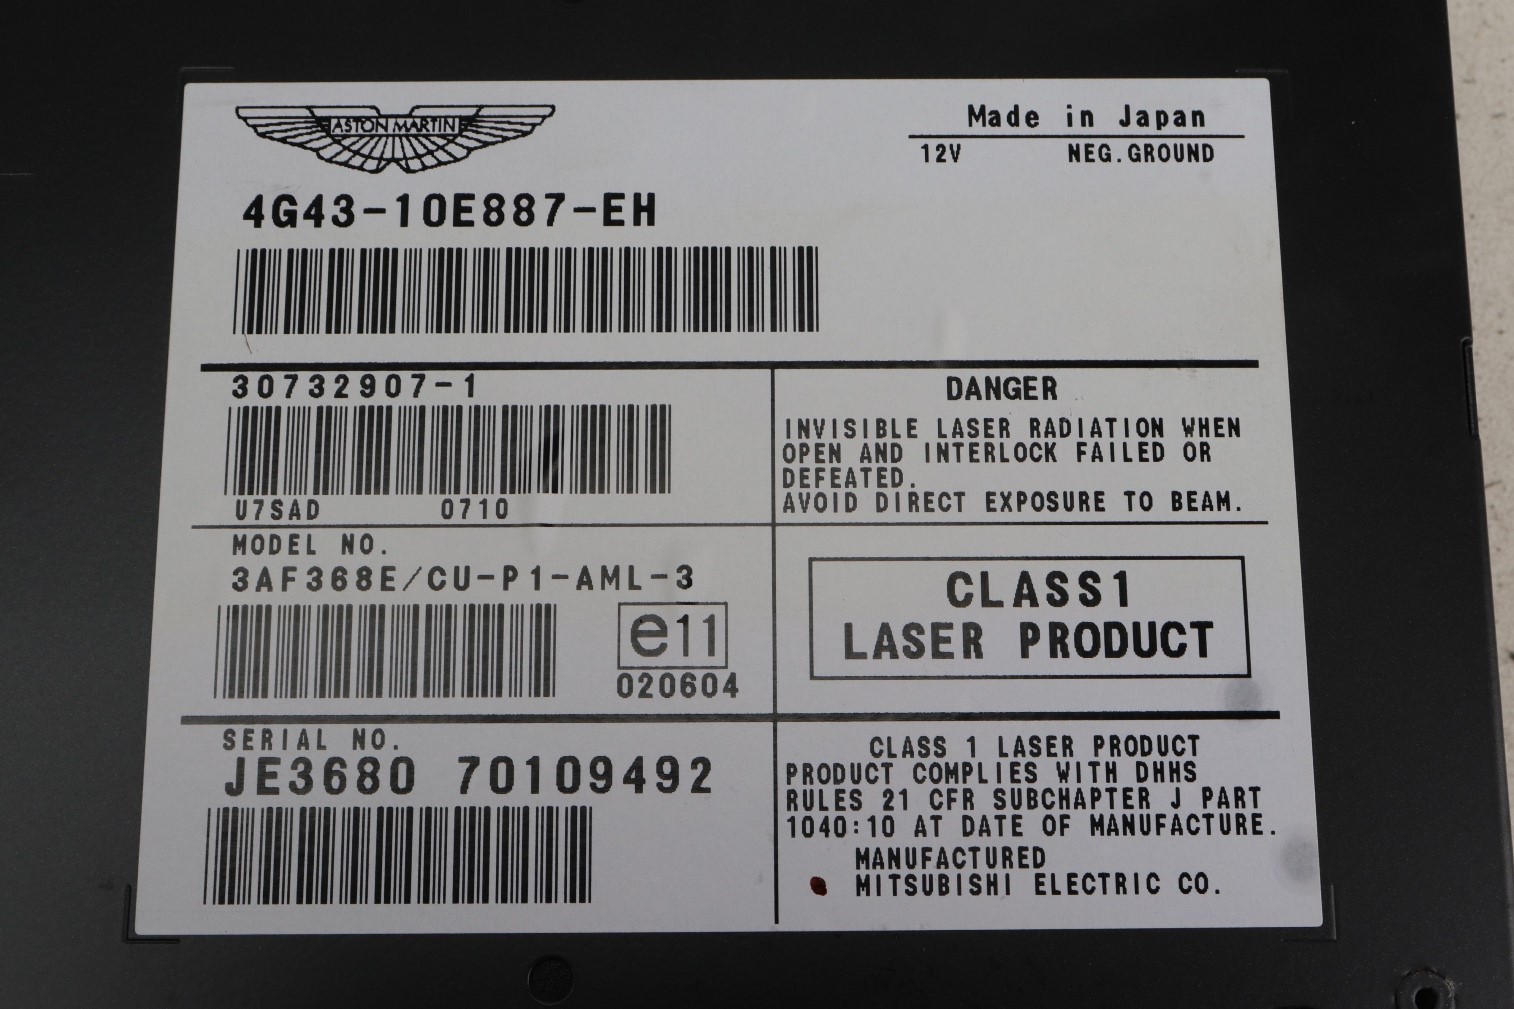 ASTON MARTIN
Made in Japan
12V NEG.GROUND
4G43-10E887-EH
30732907-1
U7SAD 0710
DANGER
INVISIBLE LASER RADIATION WHEN
OPEN AND INTERLOCK FAILED OR
DEFEATED.
AVOID DIRECT EXPOSURE TO BEAM.
MODEL NO.
3AF368E/CU-P1-AML-3
e11
020604
CLASS1
LASER PRODUCT
SERIAL NO.
JE3680 70109492
CLASS 1 LASER PRODUCT
PRODUCT COMPLIES WITH DHHS
RULES 21 CFR SUBCHAPTER J PART
1040:10 AT DATE OF MANUFACTURE.
MANUFACTURED
MITSUBISHI ELECTRIC CO.